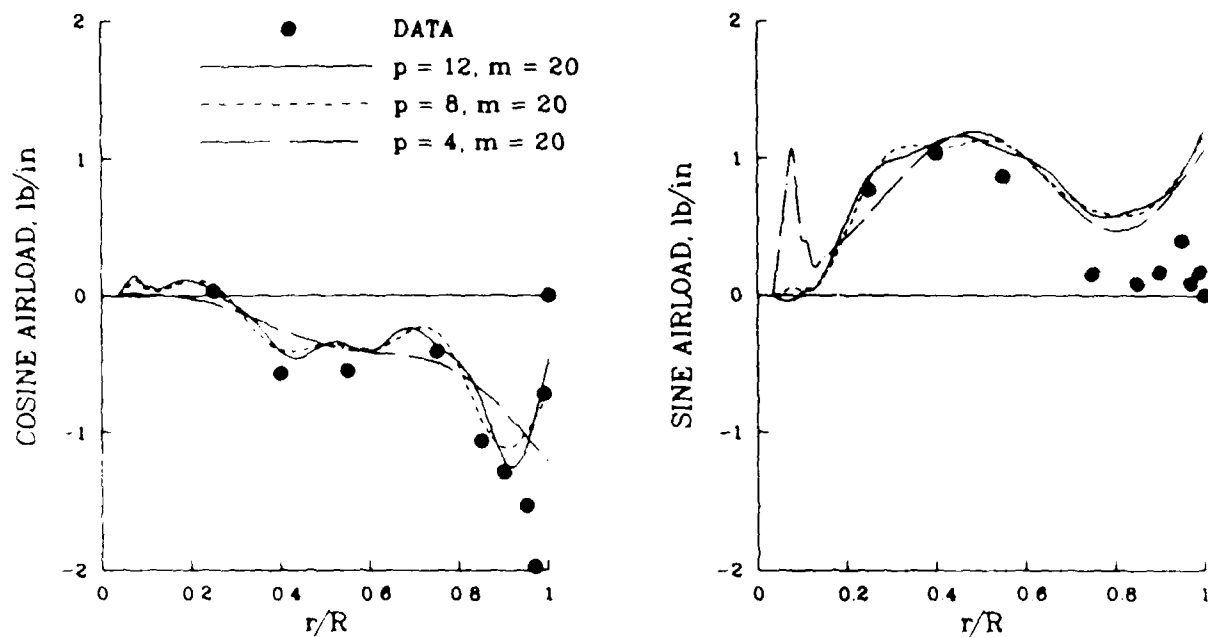 DATA
p = 12, m = 20
p = 8, m = 20
p = 4, m = 20
COSINE AIRLOAD, lb/in
2
1
0
-1
-2
0
0.2
0.4
0.6
0.8
1
r/R
SINE AIRLOAD, lb/in
2
1
0
-1
-2
0
0.2
0.4
0.6
0.8
1
r/R